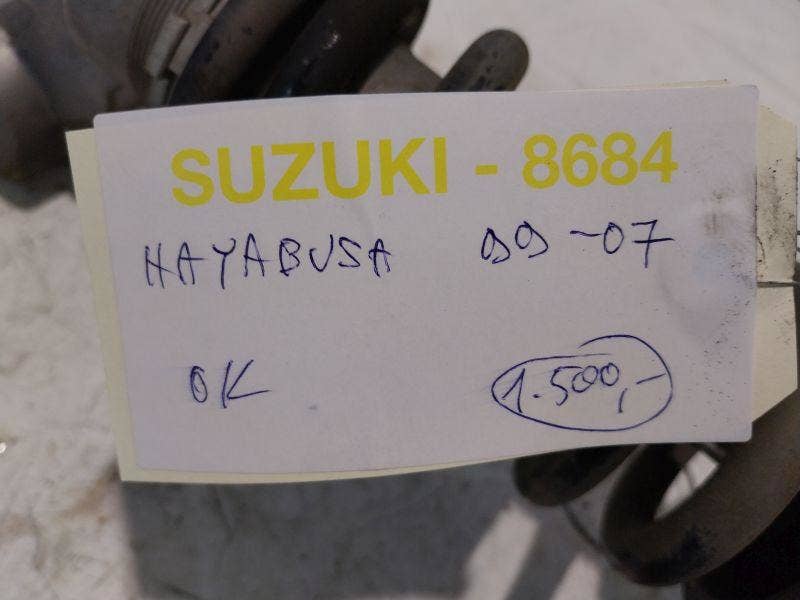 SUZUKI - 8684
HAYABUSA 99-07
OK 1.500,-